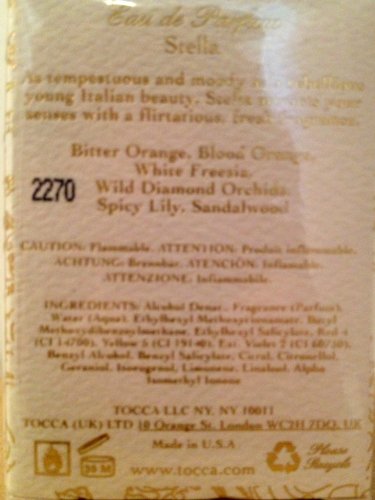 Eau de Parfum
Stella
As tempestuous and moody as a rebellious
young Italian beauty, Stella your
senses with a flirtatious, fresh fragrance.
Bitter Orange, Blood Orange,
White Freesia,
2270
Wild Diamond Orchids,
Spicy Lily, Sandalwood
CAUTION: Flammable. ATTENTION: Produit inflammable.
ACHTUNG: Brennbar. ATENCIÓN: Inflamable.
ATTENZIONE: Infiammabile.
INGREDIENTS: Alcohol Denat., Fragrance (Parfum),
Water (Aqua), Ethylhexyl Methoxycinnamate, Butyl
Methoxydibenzoylmethane, Ethylhexyl Salicylate, Red 4
(CI 14700), Yellow 5 (CI 19140), Ext. Violet 2 (CI 60730),
Benzyl Alcohol, Benzyl Salicylate, Citral, Citronellol,
Geraniol, Isoeugenol, Limonene, Linalool, Alpha
Isomethyl Ionone
TOCCA LLC NY, NY 10011
TOCCA (UK) LTD 10 Orange St. London WC2H 7DQ, UK
Made in U.S.A
36 M
www.tocca.com
Please
Recycle